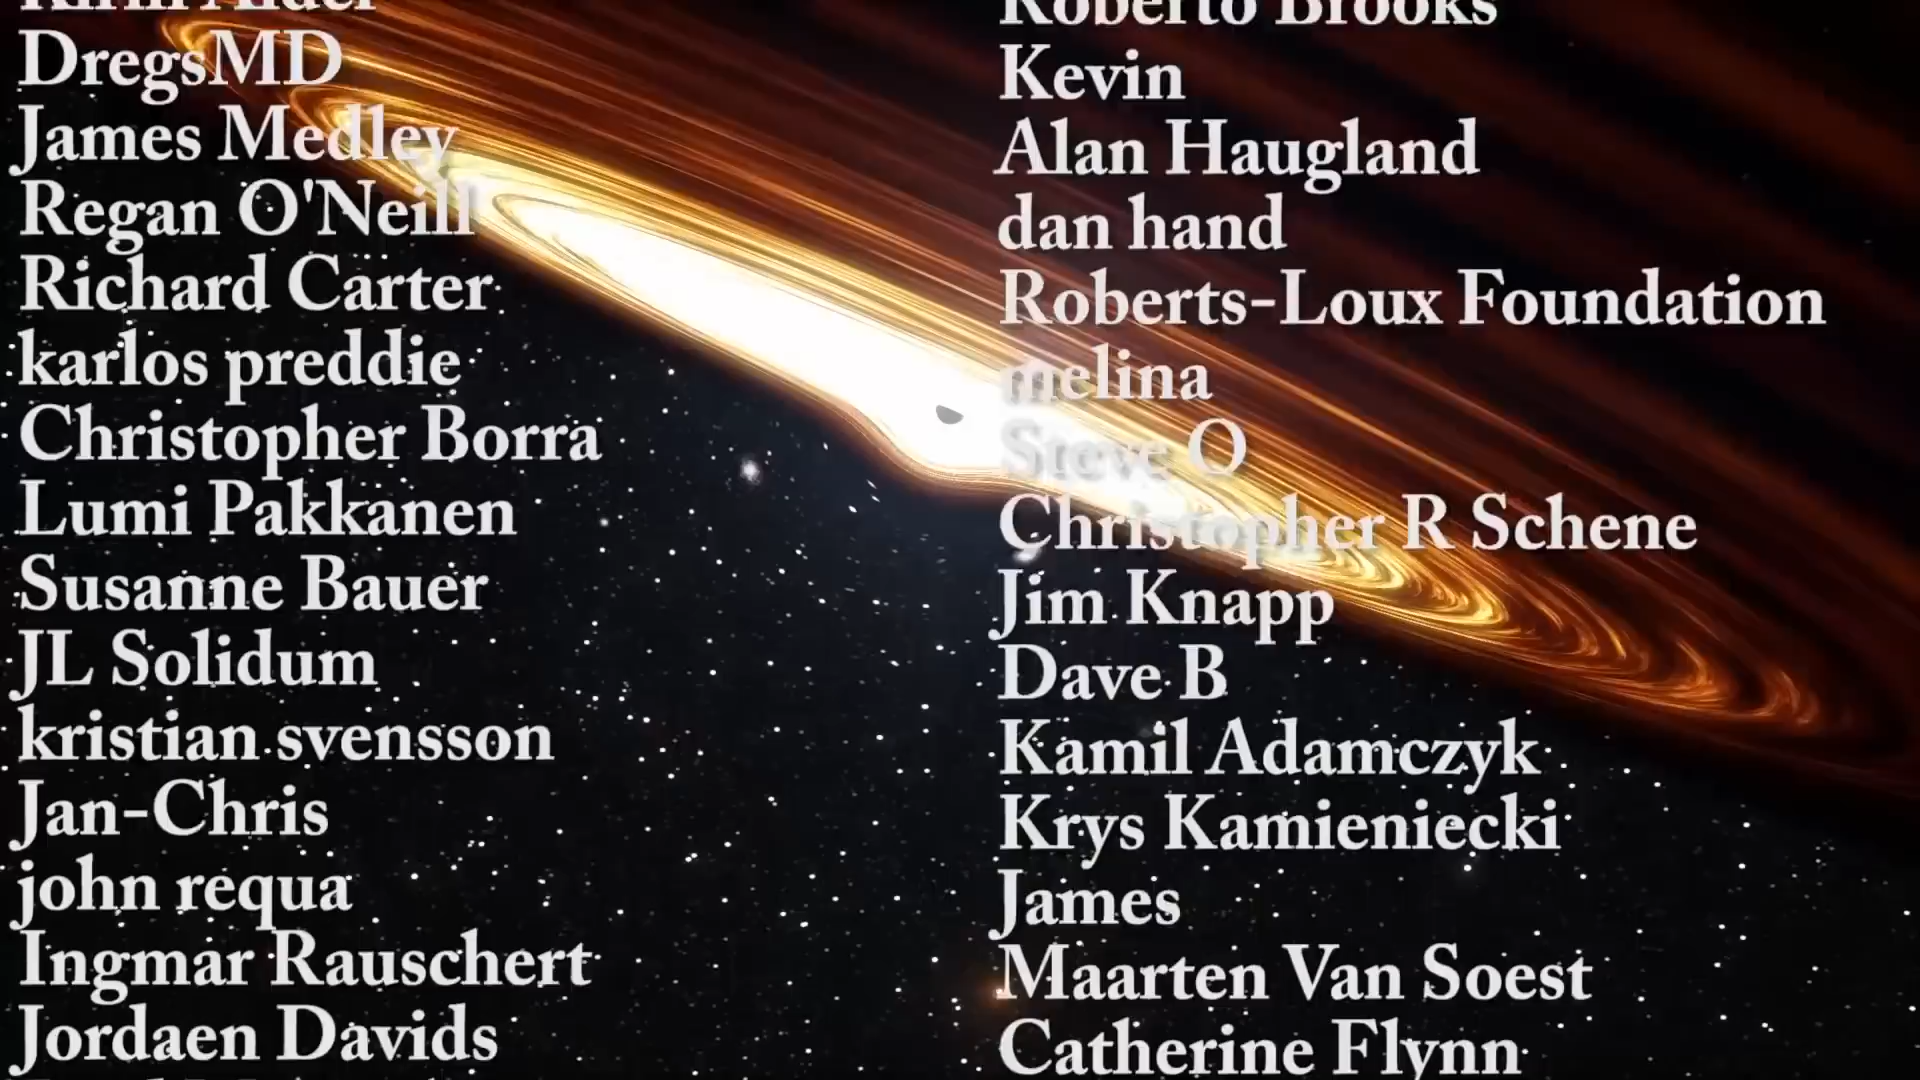 DregsMD
James Medley
Regan O'Neill
Richard Carter
karlos preddie
Christopher Borra
Lumi Pakkanen
Susanne Bauer
JL Solidum
kristian svensson
Jan-Chris
john requa
Ingmar Rauschert
Jordaen Davids
Roberto Brooks
Kevin
Alan Haugland
dan hand
Roberts-Loux Foundation
melina
Steve O
Christopher R Schene
Jim Knapp
Dave B
Kamil Adamczyk
Krys Kamieniecki
James
Maarten Van Soest
Catherine Flynn